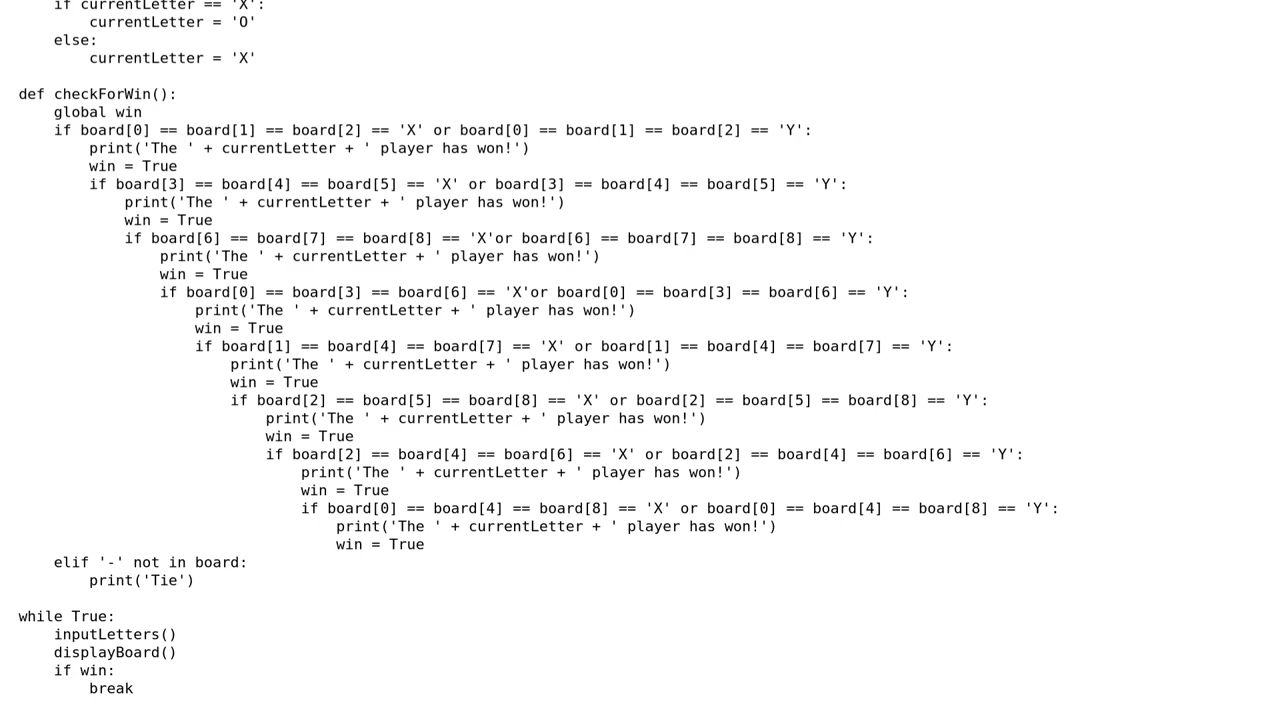 if currentLetter == 'X':
        currentLetter = 'O'
    else:
        currentLetter = 'X'

def checkForWin():
    global win
    if board[0] == board[1] == board[2] == 'X' or board[0] == board[1] == board[2] == 'Y':
        print('The ' + currentLetter + ' player has won!')
        win = True
        if board[3] == board[4] == board[5] == 'X' or board[3] == board[4] == board[5] == 'Y':
            print('The ' + currentLetter + ' player has won!')
            win = True
            if board[6] == board[7] == board[8] == 'X'or board[6] == board[7] == board[8] == 'Y':
                print('The ' + currentLetter + ' player has won!')
                win = True
                if board[0] == board[3] == board[6] == 'X'or board[0] == board[3] == board[6] == 'Y':
                    print('The ' + currentLetter + ' player has won!')
                    win = True
                    if board[1] == board[4] == board[7] == 'X' or board[1] == board[4] == board[7] == 'Y':
                        print('The ' + currentLetter + ' player has won!')
                        win = True
                        if board[2] == board[5] == board[8] == 'X' or board[2] == board[5] == board[8] == 'Y':
                            print('The ' + currentLetter + ' player has won!')
                            win = True
                            if board[2] == board[4] == board[6] == 'X' or board[2] == board[4] == board[6] == 'Y':
                                print('The ' + currentLetter + ' player has won!')
                                win = True
                                if board[0] == board[4] == board[8] == 'X' or board[0] == board[4] == board[8] == 'Y':
                                    print('The ' + currentLetter + ' player has won!')
                                    win = True
    elif '-' not in board:
        print('Tie')

while True:
    inputLetters()
    displayBoard()
    if win:
        break